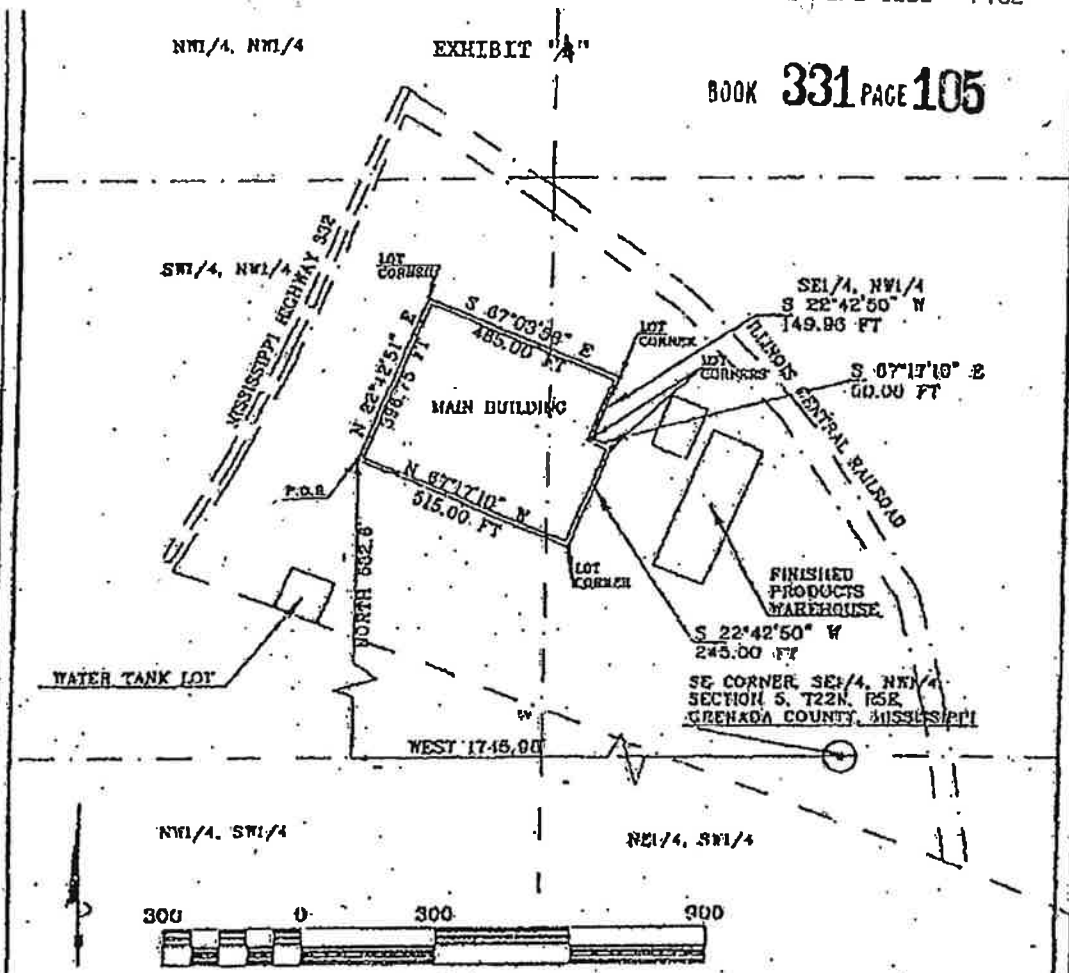 NW1/4, NW1/4
EXHIBIT "A"
BOOK 331 PAGE 105
MISSISSIPPI HIGHWAY 332
SW1/4, NW1/4
LOT
CORNER
S 67°03'58" E
485.00 FT
LOT
CORNER
SE1/4, NW1/4
S 22°42'50" W
149.96 FT
LOT
CORNERS
S 67°17'10" E
ILLINOIS CENTRAL RAILROAD
N 22°42'51" E
MAIN BUILDING
P.O.B.
N 67°17'10" W
515.00 FT
NORTH 532.6'
LOT
CORNER
FINISHED
PRODUCTS
WAREHOUSE
S 22°42'50" W
245.00 FT
WATER TANK LOT
SE CORNER, SE1/4, NW1/4
SECTION 5, T22N, R5E,
GRENADA COUNTY, MISSISSIPPI
WEST
NW1/4, SW1/4
NE1/4, SW1/4
300 0 300 900